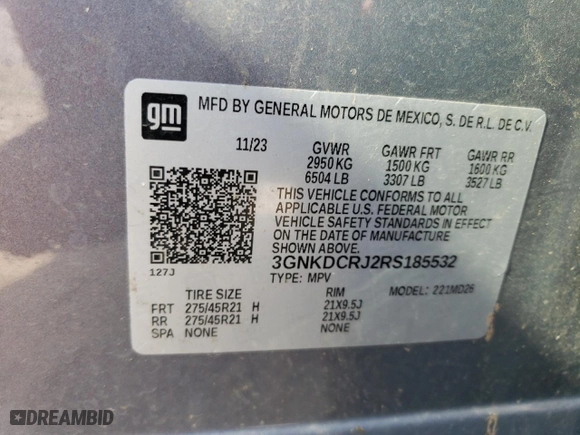 gm
MFD BY GENERAL MOTORS DE MEXICO, S. DE R.L. DE C.V.
11/23 GVWR GAWR FRT GAWR RR
2950 KG 1500 KG 1600 KG
6504 LB 3307 LB 3527 LB
THIS VEHICLE CONFORMS TO ALL
APPLICABLE U.S. FEDERAL MOTOR
VEHICLE SAFETY STANDARDS IN EFFECT
ON THE DATE OF MANUFACTURE
SHOWN ABOVE.
127J
3GNKDCRJ2RS185532
TYPE: MPV MODEL: 221MD26
TIRE SIZE RIM
FRT 275/45R21 H 21X9.5J
RR 275/45R21 H 21X9.5J
SPA NONE NONE
DREAMBID